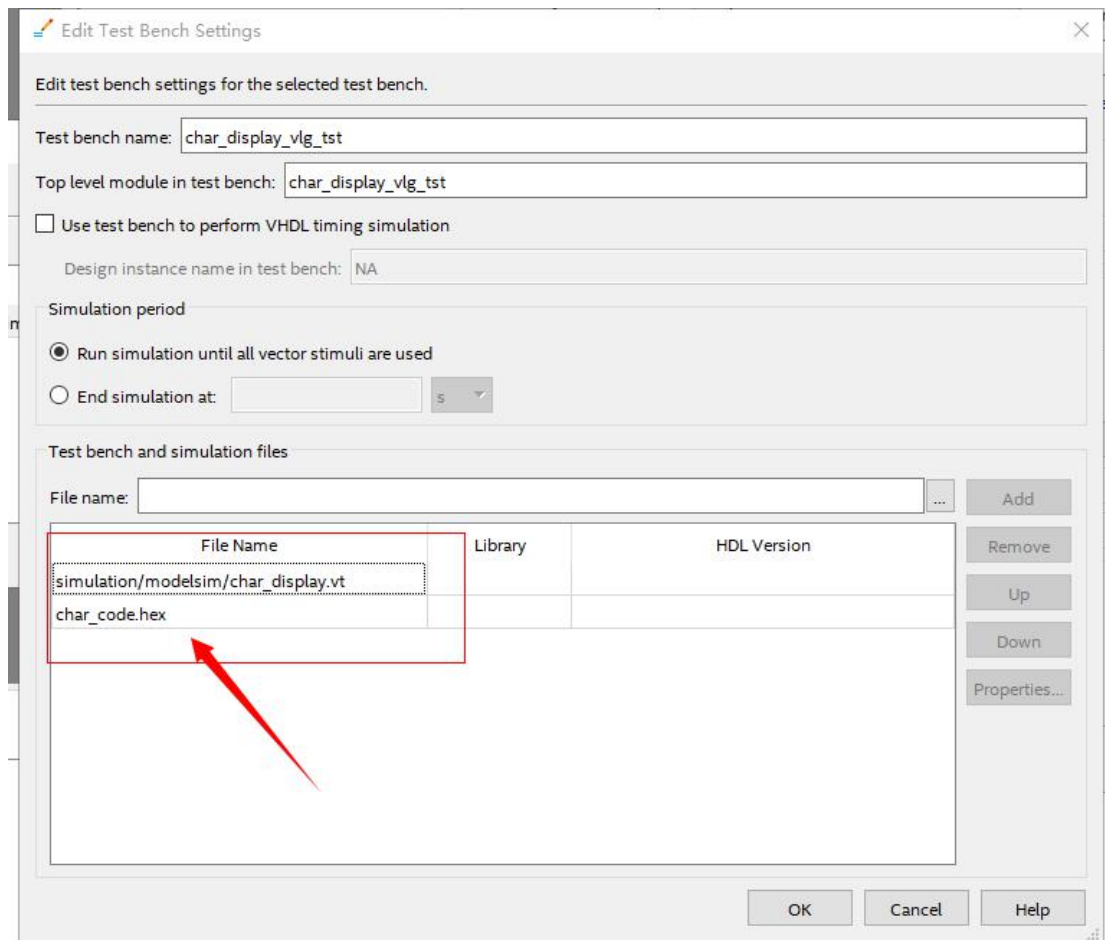 Edit Test Bench Settings
Edit test bench settings for the selected test bench.
Test bench name: char_display_vlg_tst
Top level module in test bench: char_display_vlg_tst
Use test bench to perform VHDL timing simulation
Design instance name in test bench: NA
Simulation period
Run simulation until all vector stimuli are used
End simulation at: s
Test bench and simulation files
File name: ... Add
File Name Library HDL Version Remove
simulation/modelsim/char_display.vt
Up
char_code.hex
Down
Properties...
OK Cancel Help